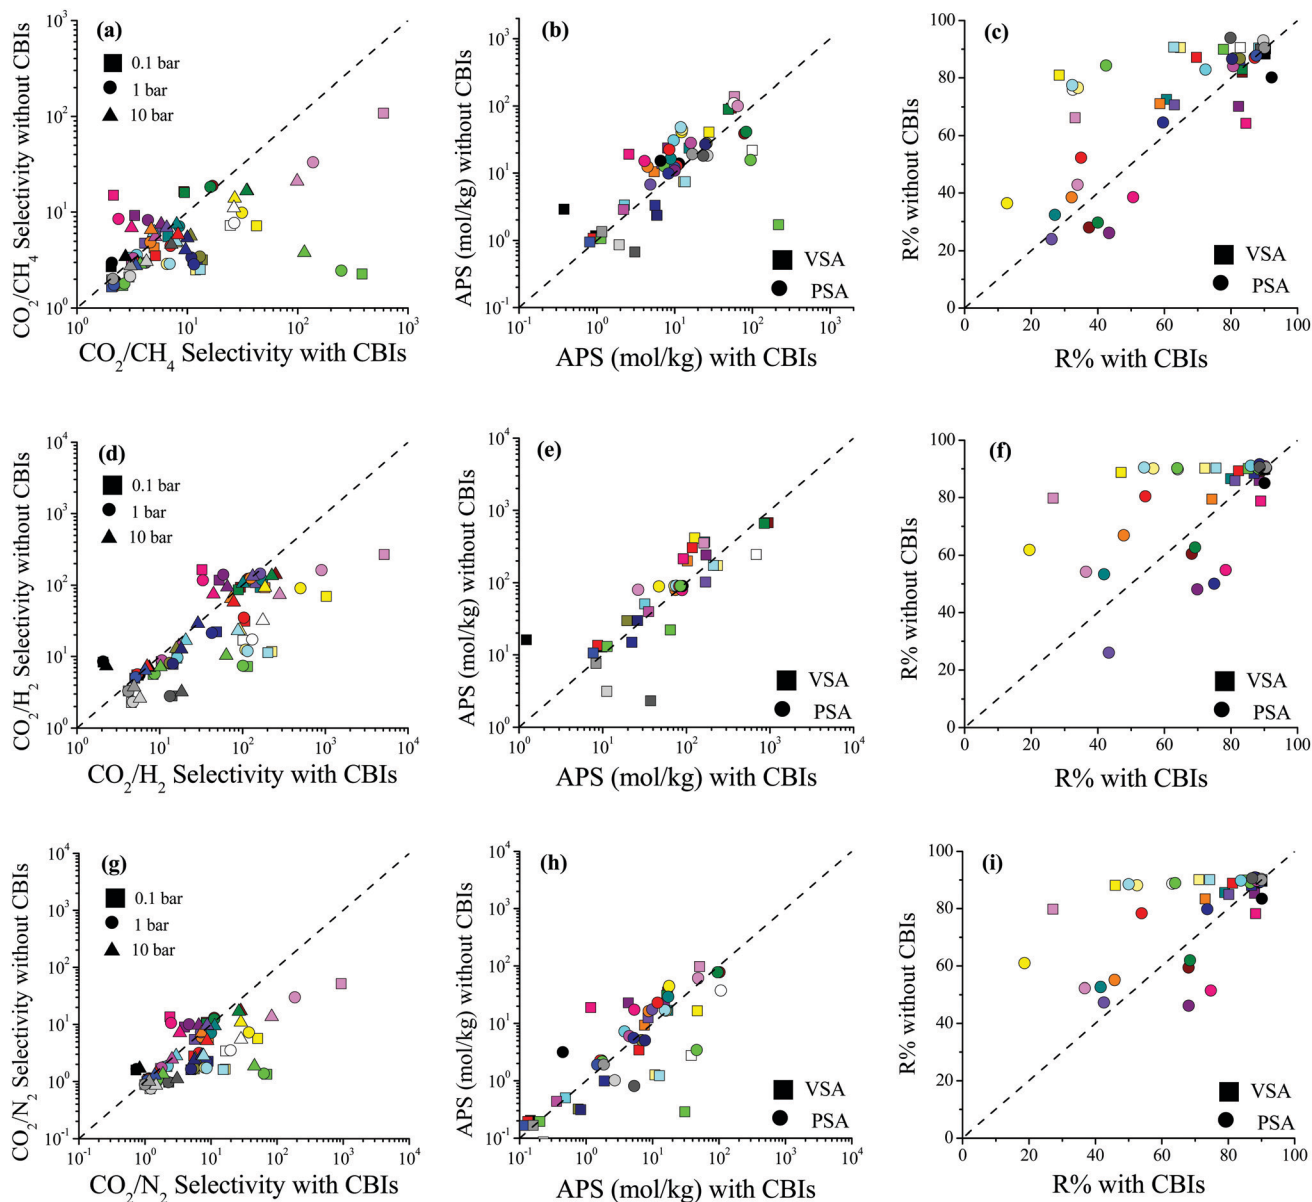 (a)
0.1 bar
1 bar
10 bar
10³
10²
10¹
10⁰
10⁰
10¹
10²
10³
CO₂/CH₄ Selectivity without CBIs
CO₂/CH₄ Selectivity with CBIs
(b)
10³
10²
10¹
10⁰
10⁻¹
10⁻¹
10⁰
10¹
10²
10³
VSA
PSA
APS (mol/kg) without CBIs
APS (mol/kg) with CBIs
(c)
100
80
60
40
20
0
0
20
40
60
80
100
VSA
PSA
R% without CBIs
R% with CBIs
(d)
0.1 bar
1 bar
10 bar
10⁴
10³
10²
10¹
10⁰
10⁰
10¹
10²
10³
10⁴
CO₂/H₂ Selectivity without CBIs
CO₂/H₂ Selectivity with CBIs
(e)
10⁴
10³
10²
10¹
10⁰
10⁰
10¹
10²
10³
10⁴
VSA
PSA
APS (mol/kg) without CBIs
APS (mol/kg) with CBIs
(f)
100
80
60
40
20
0
0
20
40
60
80
100
VSA
PSA
R% without CBIs
R% with CBIs
(g)
0.1 bar
1 bar
10 bar
10⁴
10³
10²
10¹
10⁰
10⁻¹
10⁻¹
10⁰
10¹
10²
10³
10⁴
CO₂/N₂ Selectivity without CBIs
CO₂/N₂ Selectivity with CBIs
(h)
10⁴
10³
10²
10¹
10⁰
10⁻¹
10⁻¹
10⁰
10¹
10²
10³
10⁴
VSA
PSA
APS (mol/kg) without CBIs
APS (mol/kg) with CBIs
(i)
100
80
60
40
20
0
0
20
40
60
80
100
VSA
PSA
R% without CBIs
R% with CBIs